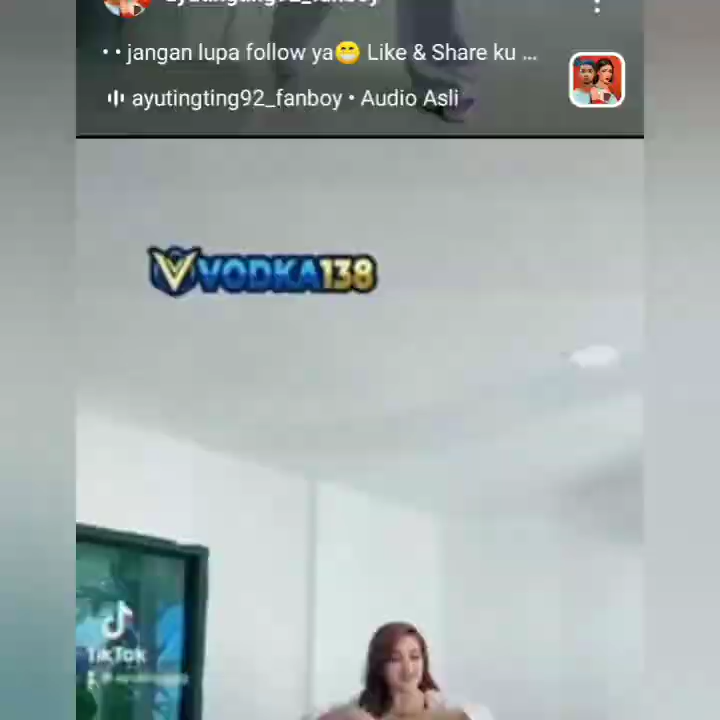 • • jangan lupa follow ya😁 Like & Share ku ...
ayutingting92_fanboy • Audio Asli
VODKA138
TikTok